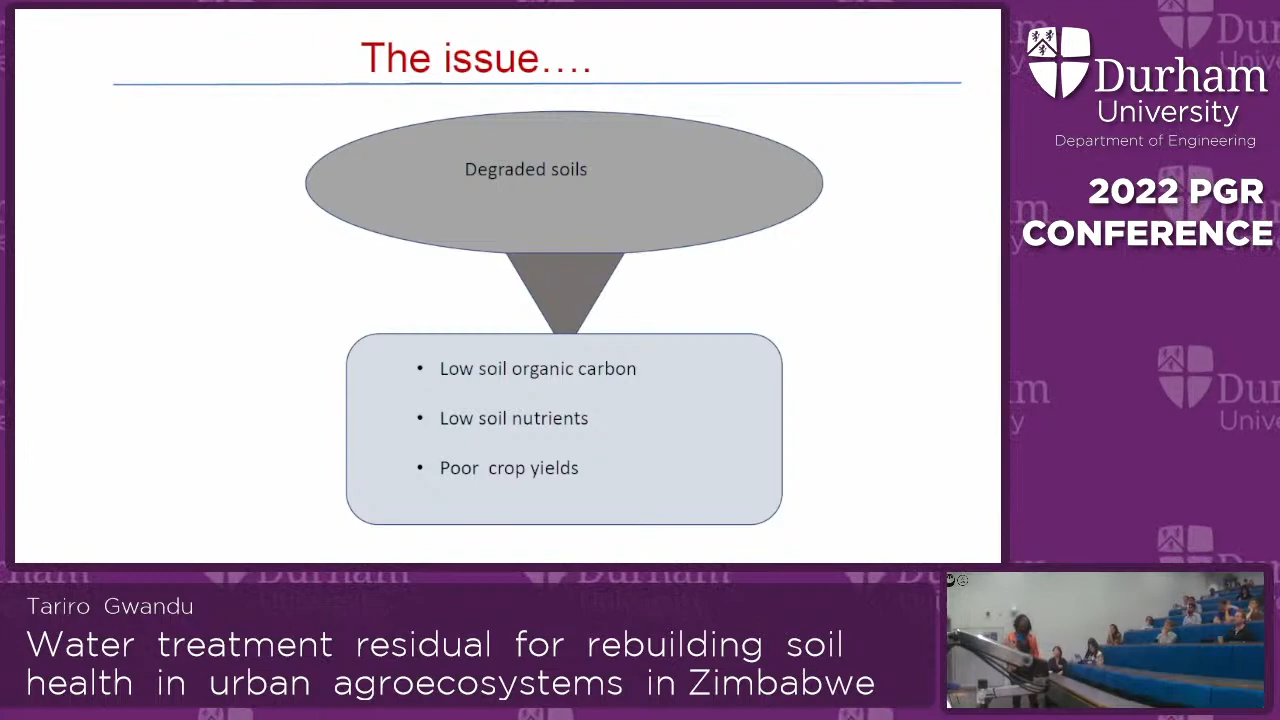 The issue….
Degraded soils
• Low soil organic carbon
• Low soil nutrients
• Poor crop yields
Durham
University
Department of Engineering
2022 PGR
CONFERENCE
Tariro Gwandu
Water treatment residual for rebuilding soil
health in urban agroecosystems in Zimbabwe